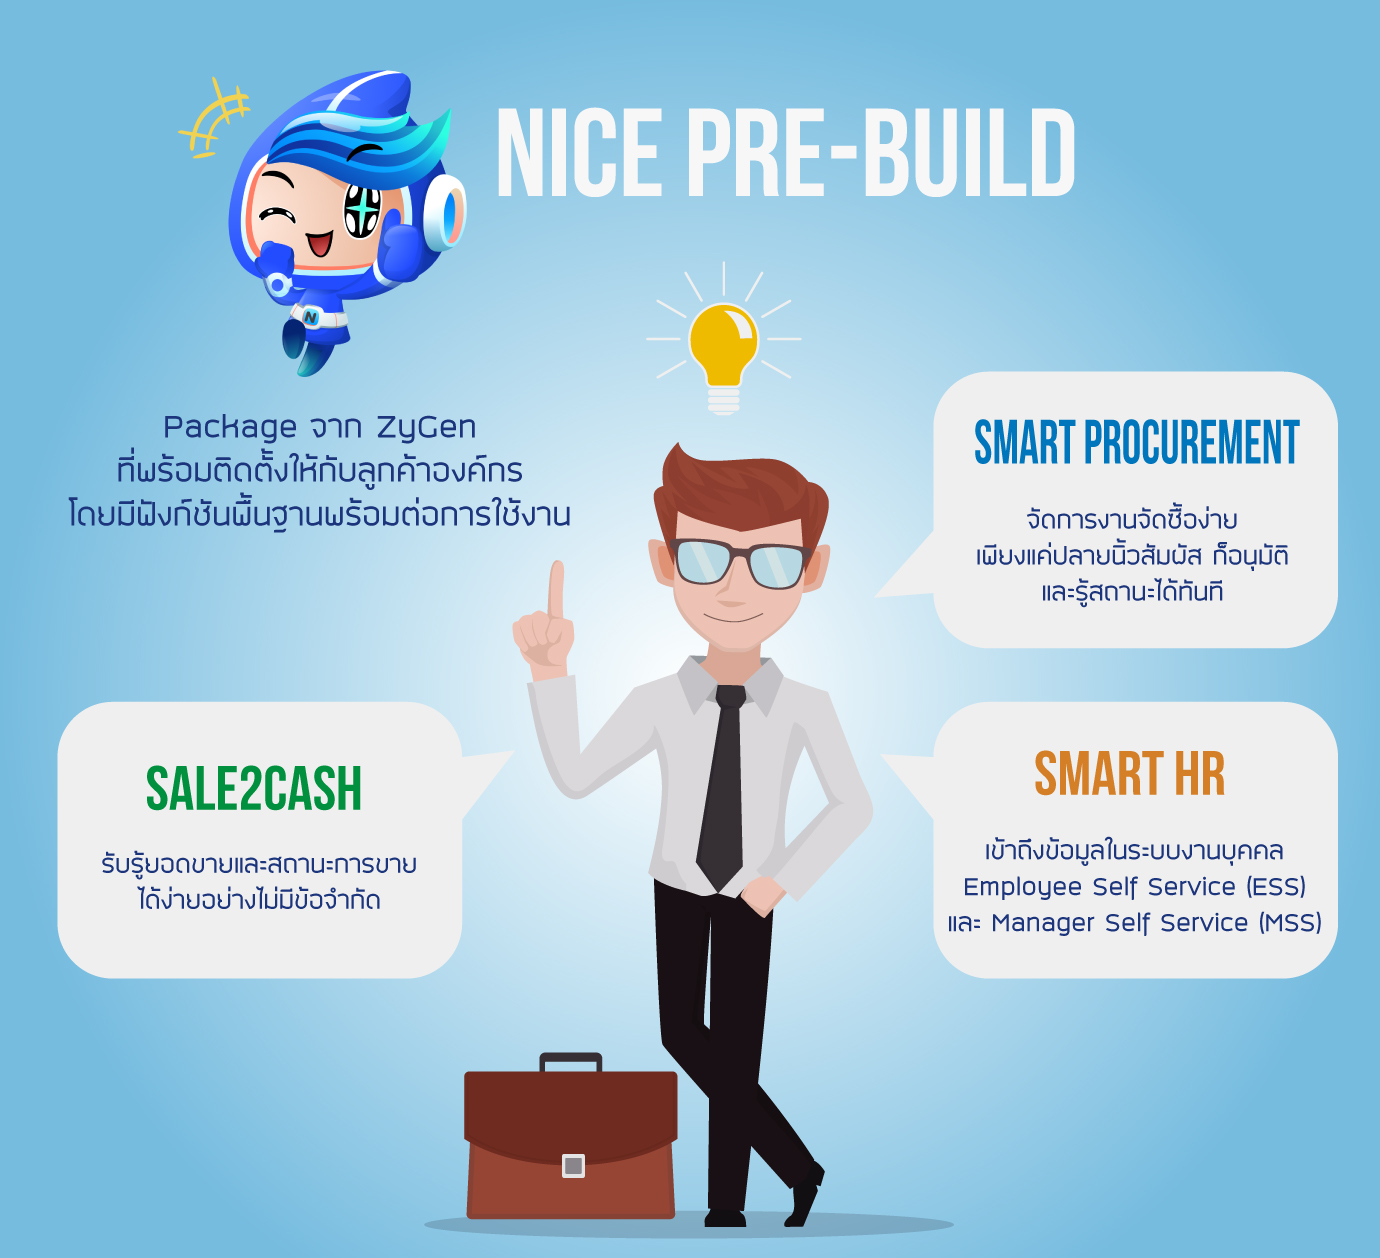 NICE PRE-BUILD
N
Package จาก ZyGen
ที่พร้อมติดตั้งให้กับลูกค้าองค์กร
โดยมีฟังก์ชันพื้นฐานพร้อมต่อการใช้งาน
SMART PROCUREMENT
จัดการงานจัดซื้อง่าย
เพียงแค่ปลายนิ้วสัมผัส ก็อนุมัติ
และรู้สถานะได้ทันที
SALE2CASH
รับรู้ยอดขายและสถานะการขาย
ได้ง่ายอย่างไม่มีข้อจำกัด
SMART HR
เข้าถึงข้อมูลในระบบงานบุคคล
Employee Self Service (ESS)
และ Manager Self Service (MSS)